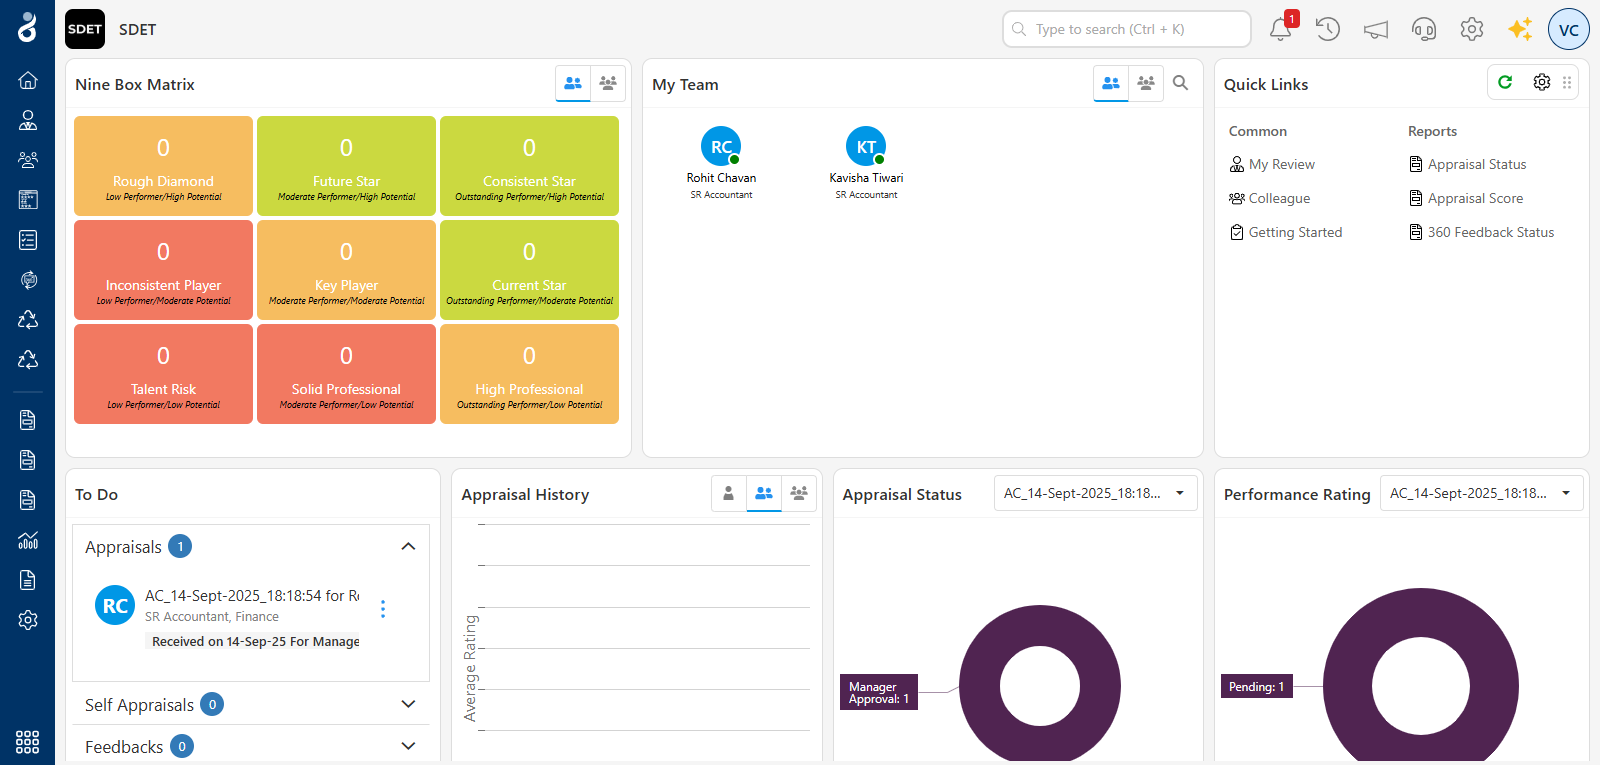 SDET SDET
Type to search (Ctrl + K)
1
VC
Nine Box Matrix
0
Rough Diamond
Low Performer/High Potential
0
Future Star
Moderate Performer/High Potential
0
Consistent Star
Outstanding Performer/High Potential
0
Inconsistent Player
Low Performer/Moderate Potential
0
Key Player
Moderate Performer/Moderate Potential
0
Current Star
Outstanding Performer/Moderate Potential
0
Talent Risk
Low Performer/Low Potential
0
Solid Professional
Moderate Performer/Low Potential
0
High Professional
Outstanding Performer/Low Potential
My Team
RC
Rohit Chavan
SR Accountant
KT
Kavisha Tiwari
SR Accountant
Quick Links
Common
My Review
Colleague
Getting Started
Reports
Appraisal Status
Appraisal Score
360 Feedback Status
To Do
Appraisals 1
RC
AC_14-Sept-2025_18:18:54 for Ro
SR Accountant, Finance
Received on 14-Sep-25 For Manage
Self Appraisals 0
Feedbacks 0
Appraisal History
Average Rating
Appraisal Status
AC_14-Sept-2025_18:18...
Manager
Approval: 1
Performance Rating
AC_14-Sept-2025_18:18...
Pending: 1